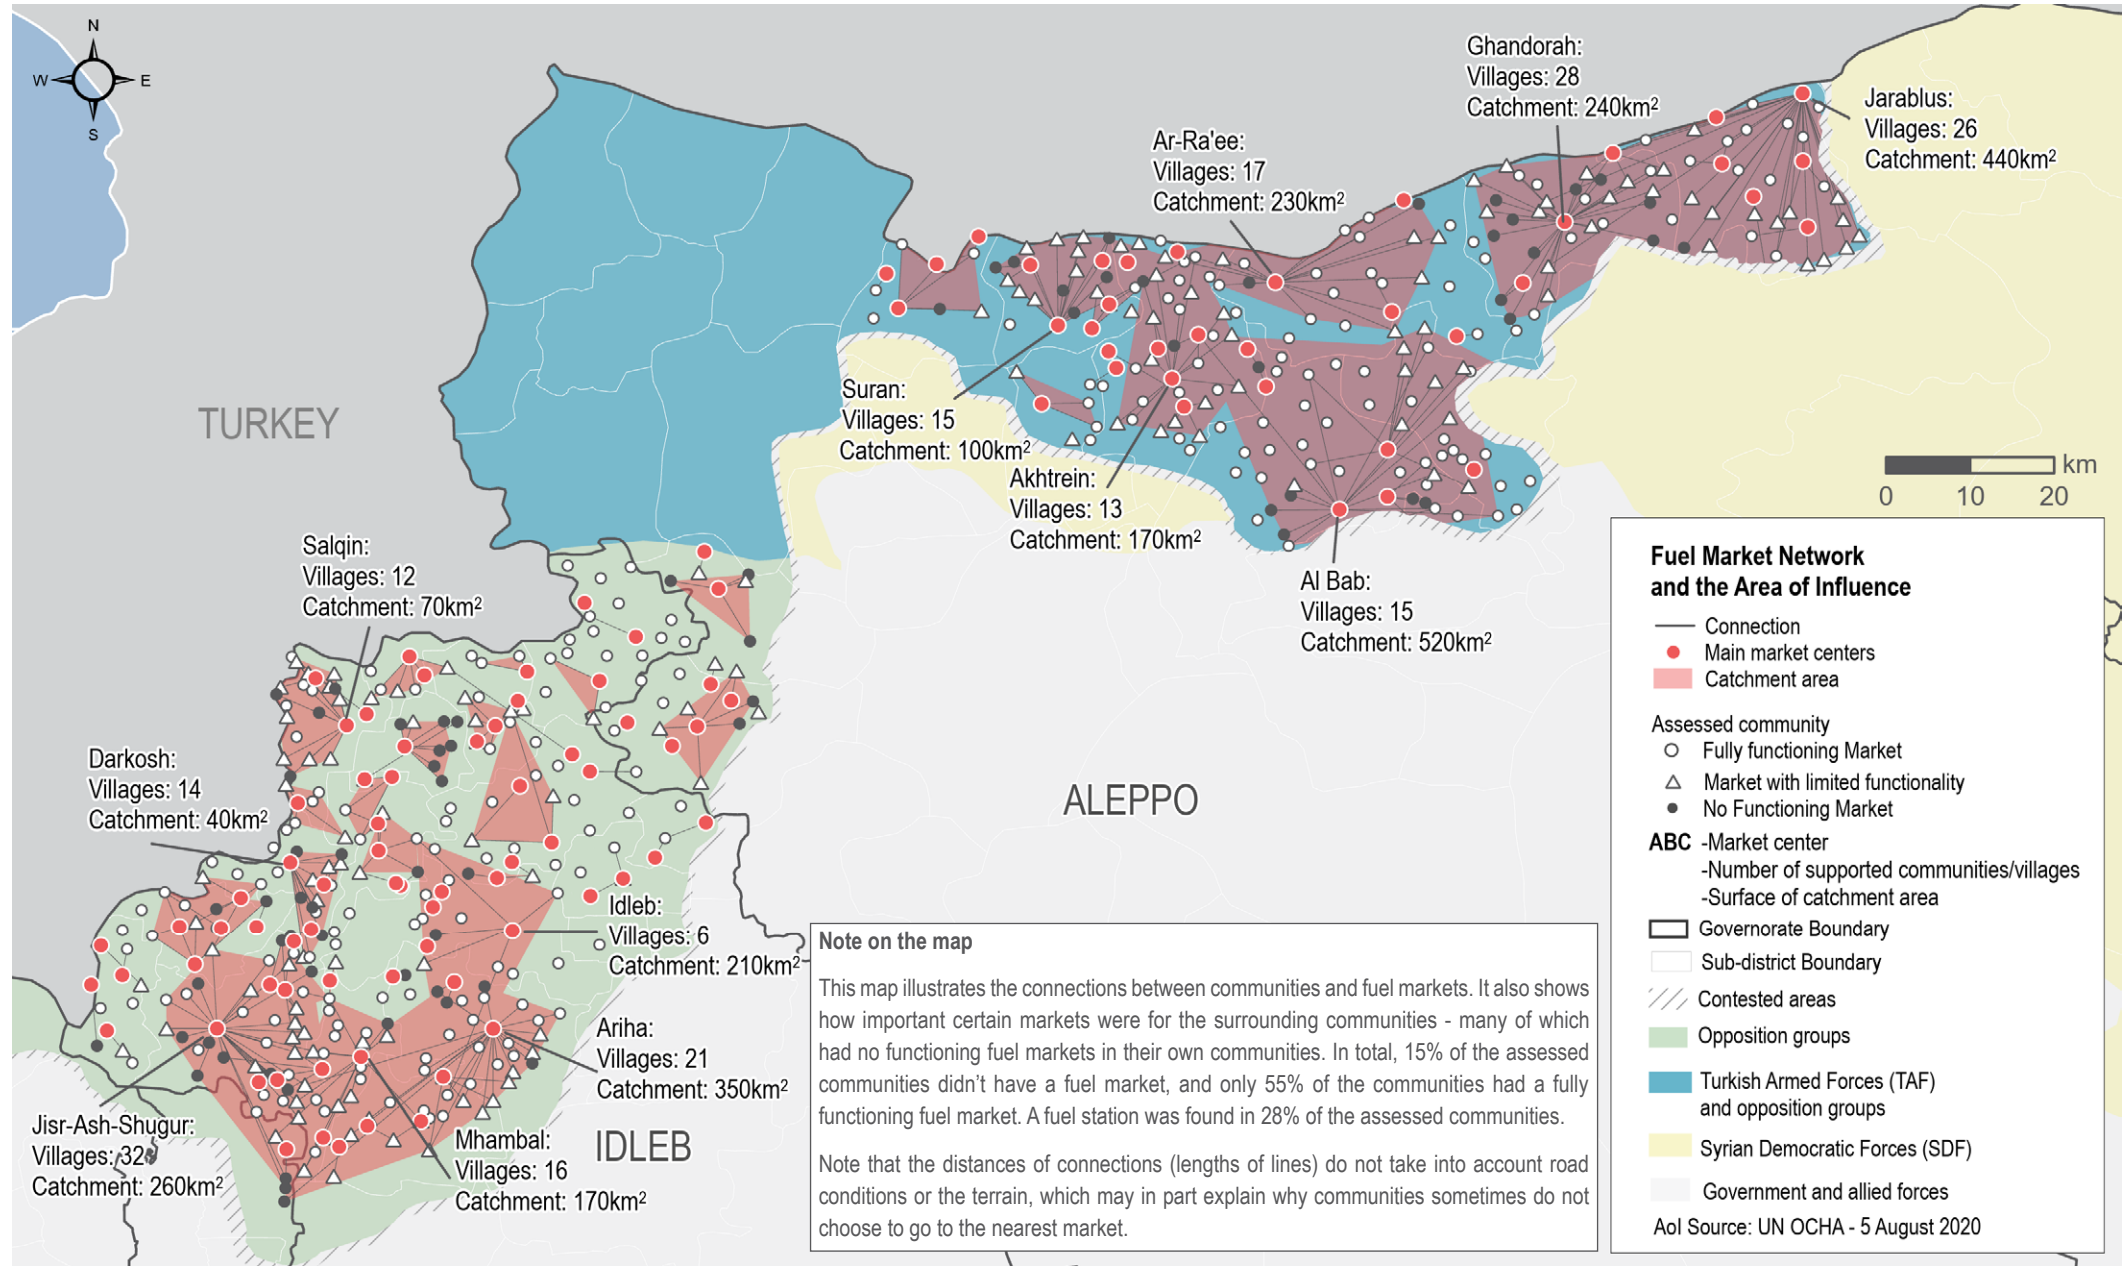 N
W
E
S
Ghandorah:
Villages: 28
Catchment: 240km²
Jarablus:
Villages: 26
Catchment: 440km²
Ar-Ra'ee:
Villages: 17
Catchment: 230km²
TURKEY
Suran:
Villages: 15
Catchment: 100km²
Akhtrein:
Villages: 13
Catchment: 170km²
km
0 10 20
Salqin:
Villages: 12
Catchment: 70km²
Al Bab:
Villages: 15
Catchment: 520km²
Darkosh:
Villages: 14
Catchment: 40km²
ALEPPO
Idleb:
Villages: 6
Catchment: 210km²
Ariha:
Villages: 21
Catchment: 350km²
Jisr-Ash-Shugur:
Villages: 32
Catchment: 260km²
Mhambal:
Villages: 16
Catchment: 170km²
IDLEB
Note on the map
This map illustrates the connections between communities and fuel markets. It also shows
how important certain markets were for the surrounding communities - many of which
had no functioning fuel markets in their own communities. In total, 15% of the assessed
communities didn't have a fuel market, and only 55% of the communities had a fully
functioning fuel market. A fuel station was found in 28% of the assessed communities.
Note that the distances of connections (lengths of lines) do not take into account road
conditions or the terrain, which may in part explain why communities sometimes do not
choose to go to the nearest market.
Fuel Market Network
and the Area of Influence
Connection
Main market centers
Catchment area
Assessed community
Fully functioning Market
Market with limited functionality
No Functioning Market
ABC -Market center
-Number of supported communities/villages
-Surface of catchment area
Governorate Boundary
Sub-district Boundary
Contested areas
Opposition groups
Turkish Armed Forces (TAF)
and opposition groups
Syrian Democratic Forces (SDF)
Government and allied forces
AoI Source: UN OCHA - 5 August 2020